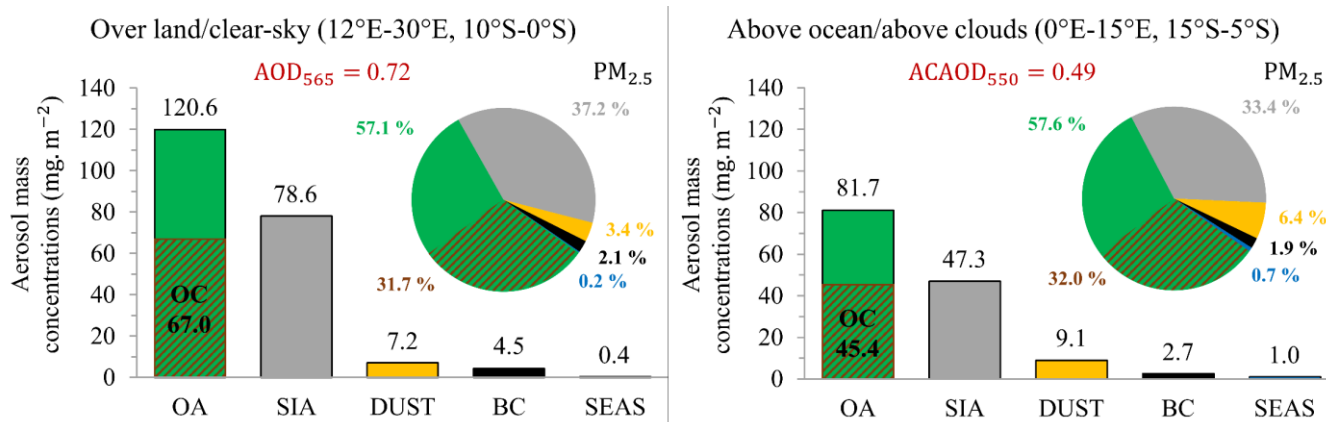 Over land/clear-sky (12°E-30°E, 10°S-0°S)
AOD₅₆₅ = 0.72
PM₂.₅
Aerosol mass
concentrations (mg. m⁻²)
140
120
100
80
60
40
20
0
120.6
78.6
7.2
4.5
0.4
OC
67.0
OA SIA DUST BC SEAS
57.1 %
37.2 %
3.4 %
2.1 %
0.2 %
31.7 %
Above ocean/above clouds (0°E-15°E, 15°S-5°S)
ACAOD₅₅₀ = 0.49
PM₂.₅
Aerosol mass
concentrations (mg. m⁻²)
140
120
100
80
60
40
20
0
81.7
47.3
9.1
2.7
1.0
OC
45.4
OA SIA DUST BC SEAS
57.6 %
33.4 %
6.4 %
1.9 %
0.7 %
32.0 %